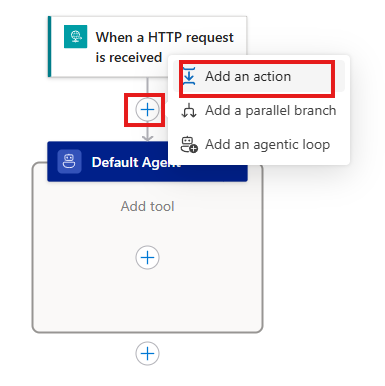 When a HTTP request
is received
Add an action
Add a parallel branch
Add an agentic loop
Default Agent
Add tool